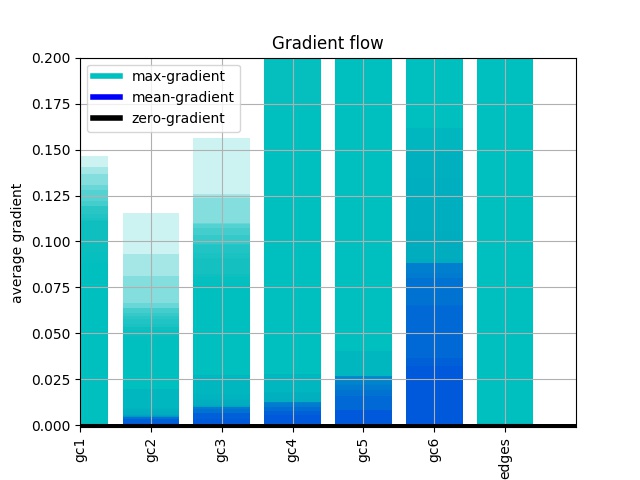 Gradient flow
max-gradient
mean-gradient
zero-gradient
average gradient
0.200
0.175
0.150
0.125
0.100
0.075
0.050
0.025
0.000
gc1
gc2
gc3
gc4
gc5
gc6
edges